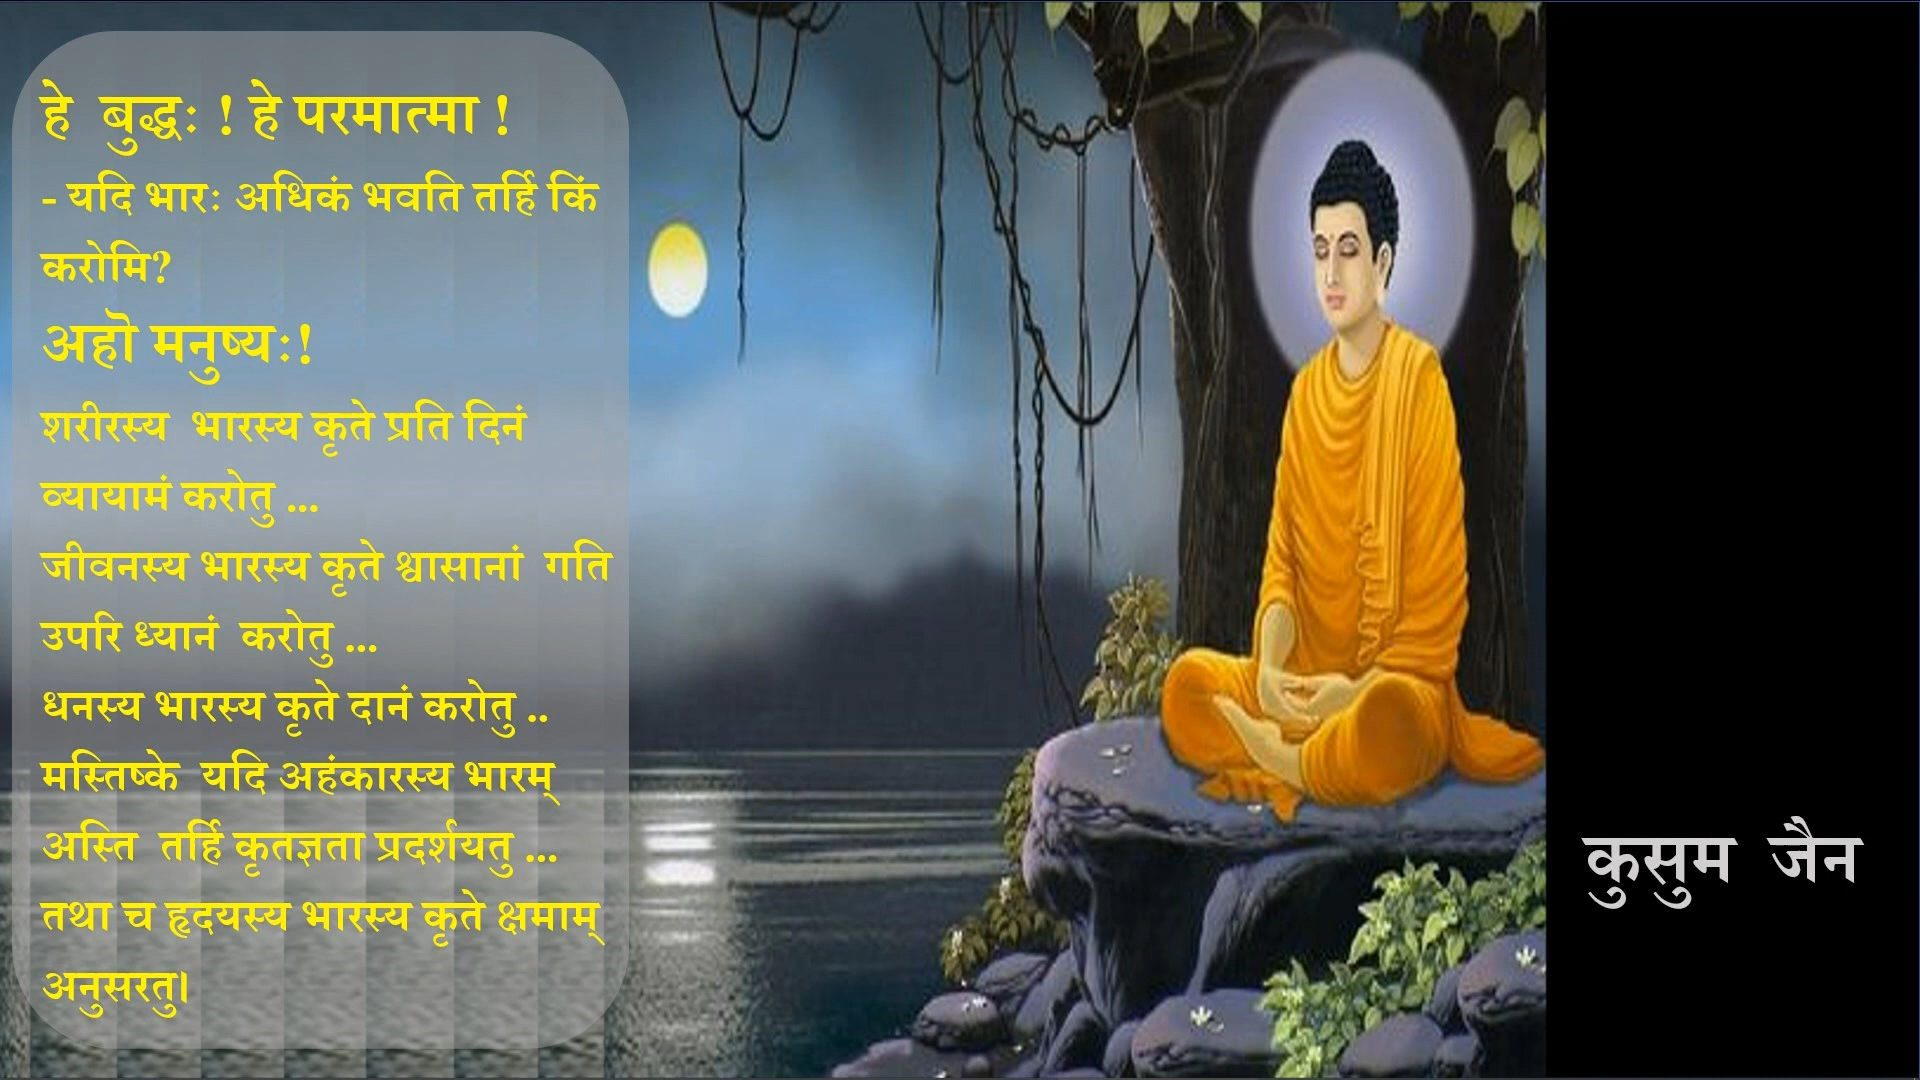 हे बुद्धः ! हे परमात्मा !
- यदि भारः अधिकं भवति तर्हि किं
करोमि?
अहॊ मनुष्यः!
शरीरस्य भारस्य कृते प्रति दिनं
व्यायामं करोतु ...
जीवनस्य भारस्य कृते श्वासानां गति
उपरि ध्यानं करोतु ...
धनस्य भारस्य कृते दानं करोतु ..
मस्तिष्के यदि अहंकारस्य भारम्
अस्ति तर्हि कृतज्ञता प्रदर्शयतु ...
तथा च हृदयस्य भारस्य कृते क्षमाम्
अनुसरतु।
कुसुम जैन